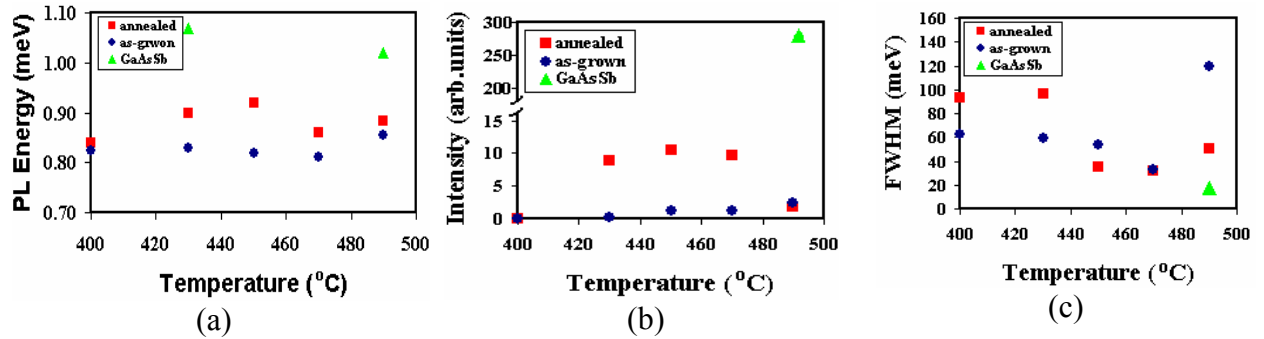 PL Energy (meV)
1.10
1.00
0.90
0.80
0.70
annealed
as-grwon
GaAsSb
400 420 440 460 480 500
Temperature (°C)
(a)
Intensity (arb.units)
300
250
200
15
10
5
0
annealed
as-grown
GaAsSb
400 420 440 460 480 500
Temperature (°C)
(b)
FWHM (meV)
160
140
120
100
80
60
40
20
0
annealed
as-grown
GaAsSb
400 420 440 460 480 500
Temperature (°C)
(c)